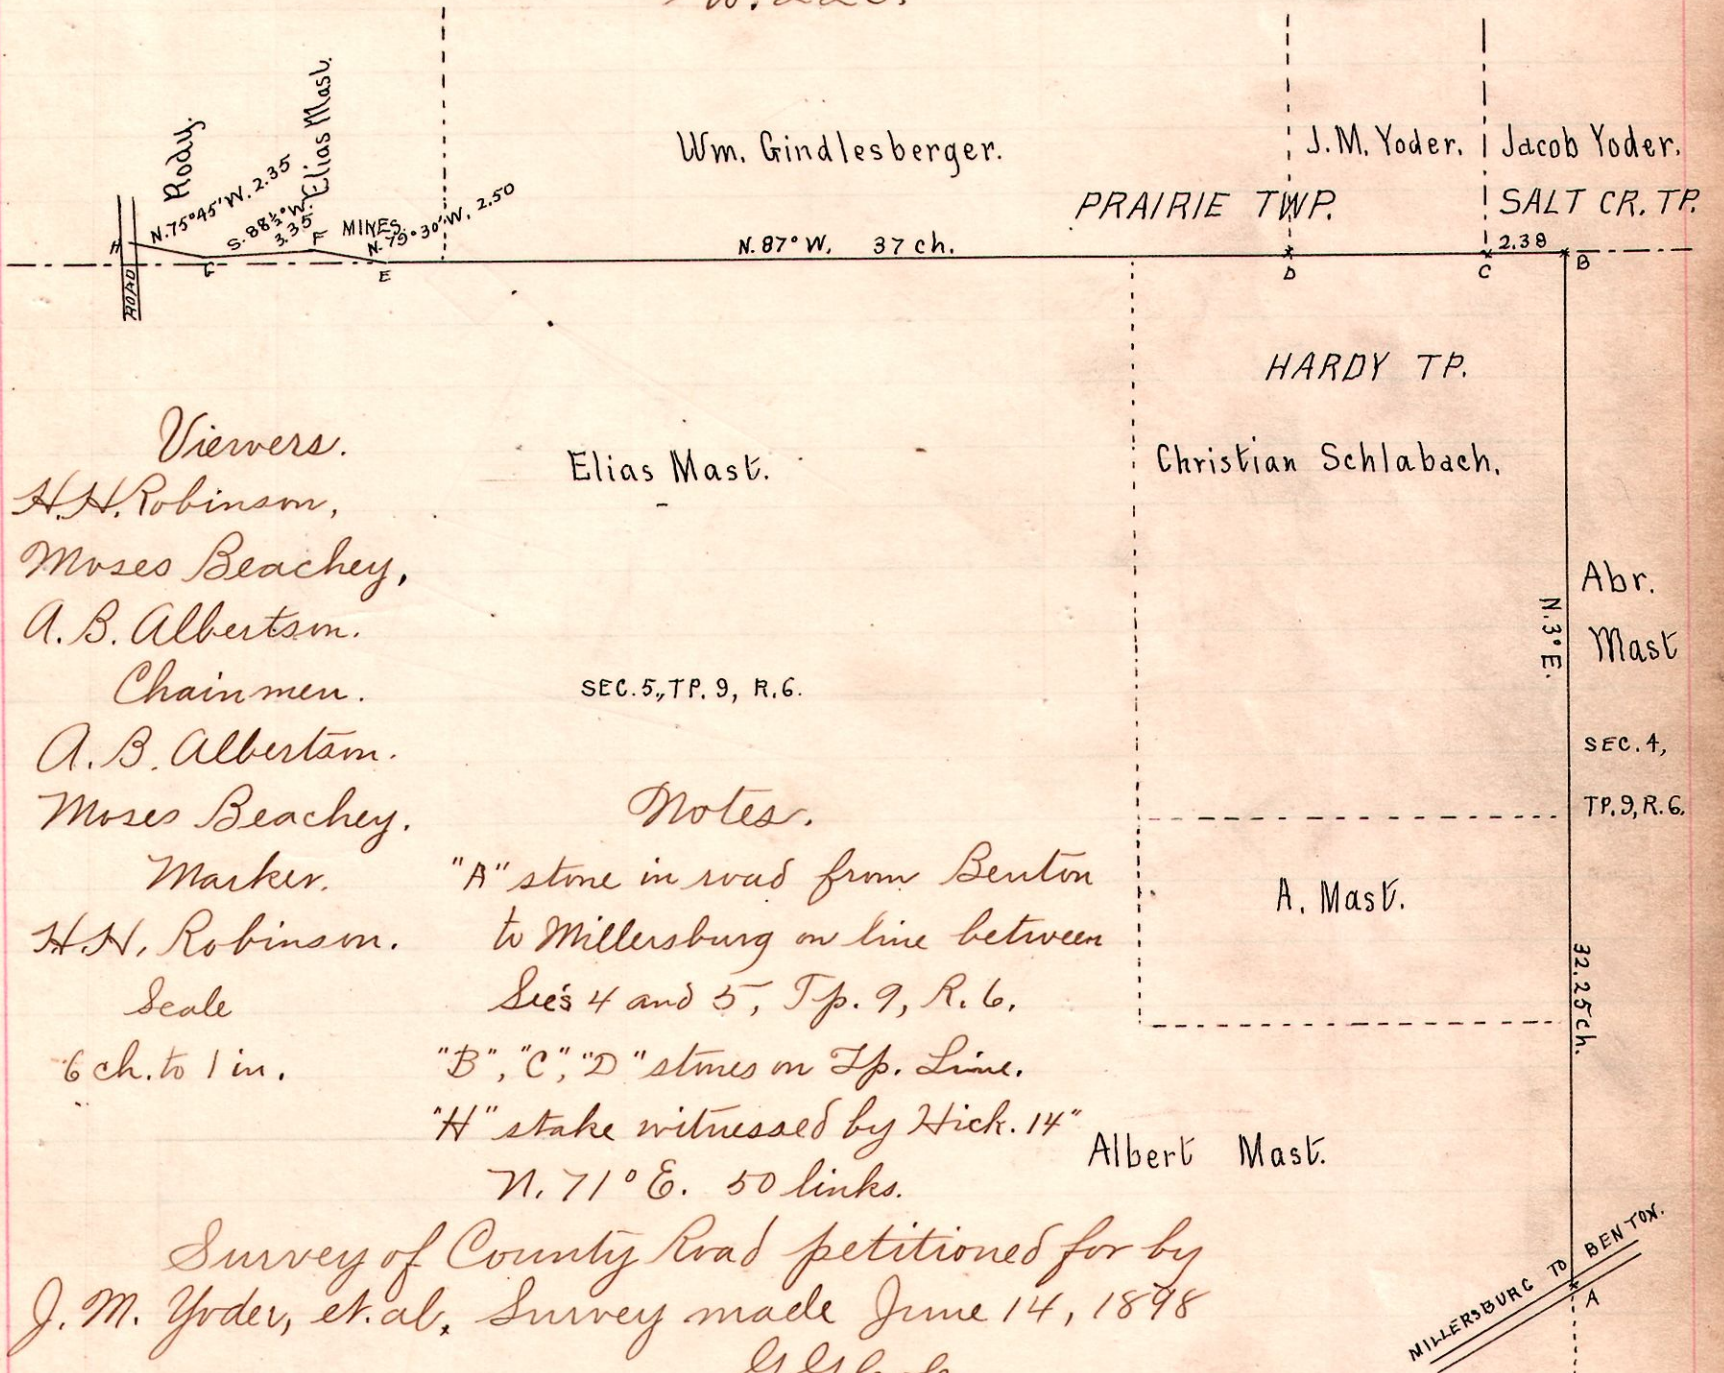 Rody.
Elias Mast.
Wm. Gindlesberger.
J.M. Yoder.
Jacob Yoder.
PRAIRIE TWP.
SALT CR. TP.
N.75°45'W. 2.35
S. 88½°W.
3.35
MINES.
N.79°30'W. 2.50
N. 87° W. 37 ch.
2.38
H
G
F
E
D
C
B
ROAD
HARDY TP.
Elias Mast.
Christian Schlabach.
Viewers.
H.H. Robinson,
Moses Beachey,
A. B. Albertson.
Chainmen.
A. B. Albertson.
Moses Beachey.
Marker.
H.H. Robinson.
Scale
6 ch. to 1 in.
SEC. 5, TP. 9, R. 6.
N. 3° E.
Abr.
Mast
SEC. 4,
TP. 9, R. 6.
A. Mast.
32.25 ch.
Notes.
"A" stone in road from Benton
to Millersburg on line between
Sec's 4 and 5, Tp. 9, R. 6.
"B", "C", "D" stones on Tp. Line.
"H" stake witnessed by Hick. 14"
N. 71° E. 50 links.
Albert Mast.
MILLERSBURG TO BENTON.
A
Survey of County Road petitioned for by
J. M. Yoder, et. al. Survey made June 14, 1898